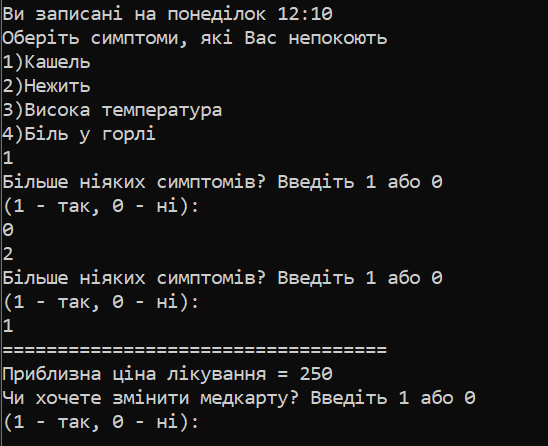 Ви записані на понеділок 12:10
Оберіть симптоми, які Вас непокоють
1)Кашель
2)Нежить
3)Висока температура
4)Біль у горлі
1
Більше ніяких симптомів? Введіть 1 або 0
(1 - так, 0 - ні):
0
2
Більше ніяких симптомів? Введіть 1 або 0
(1 - так, 0 - ні):
1
===================================
Приблизна ціна лікування = 250
Чи хочете змінити медкарту? Введіть 1 або 0
(1 - так, 0 - ні):